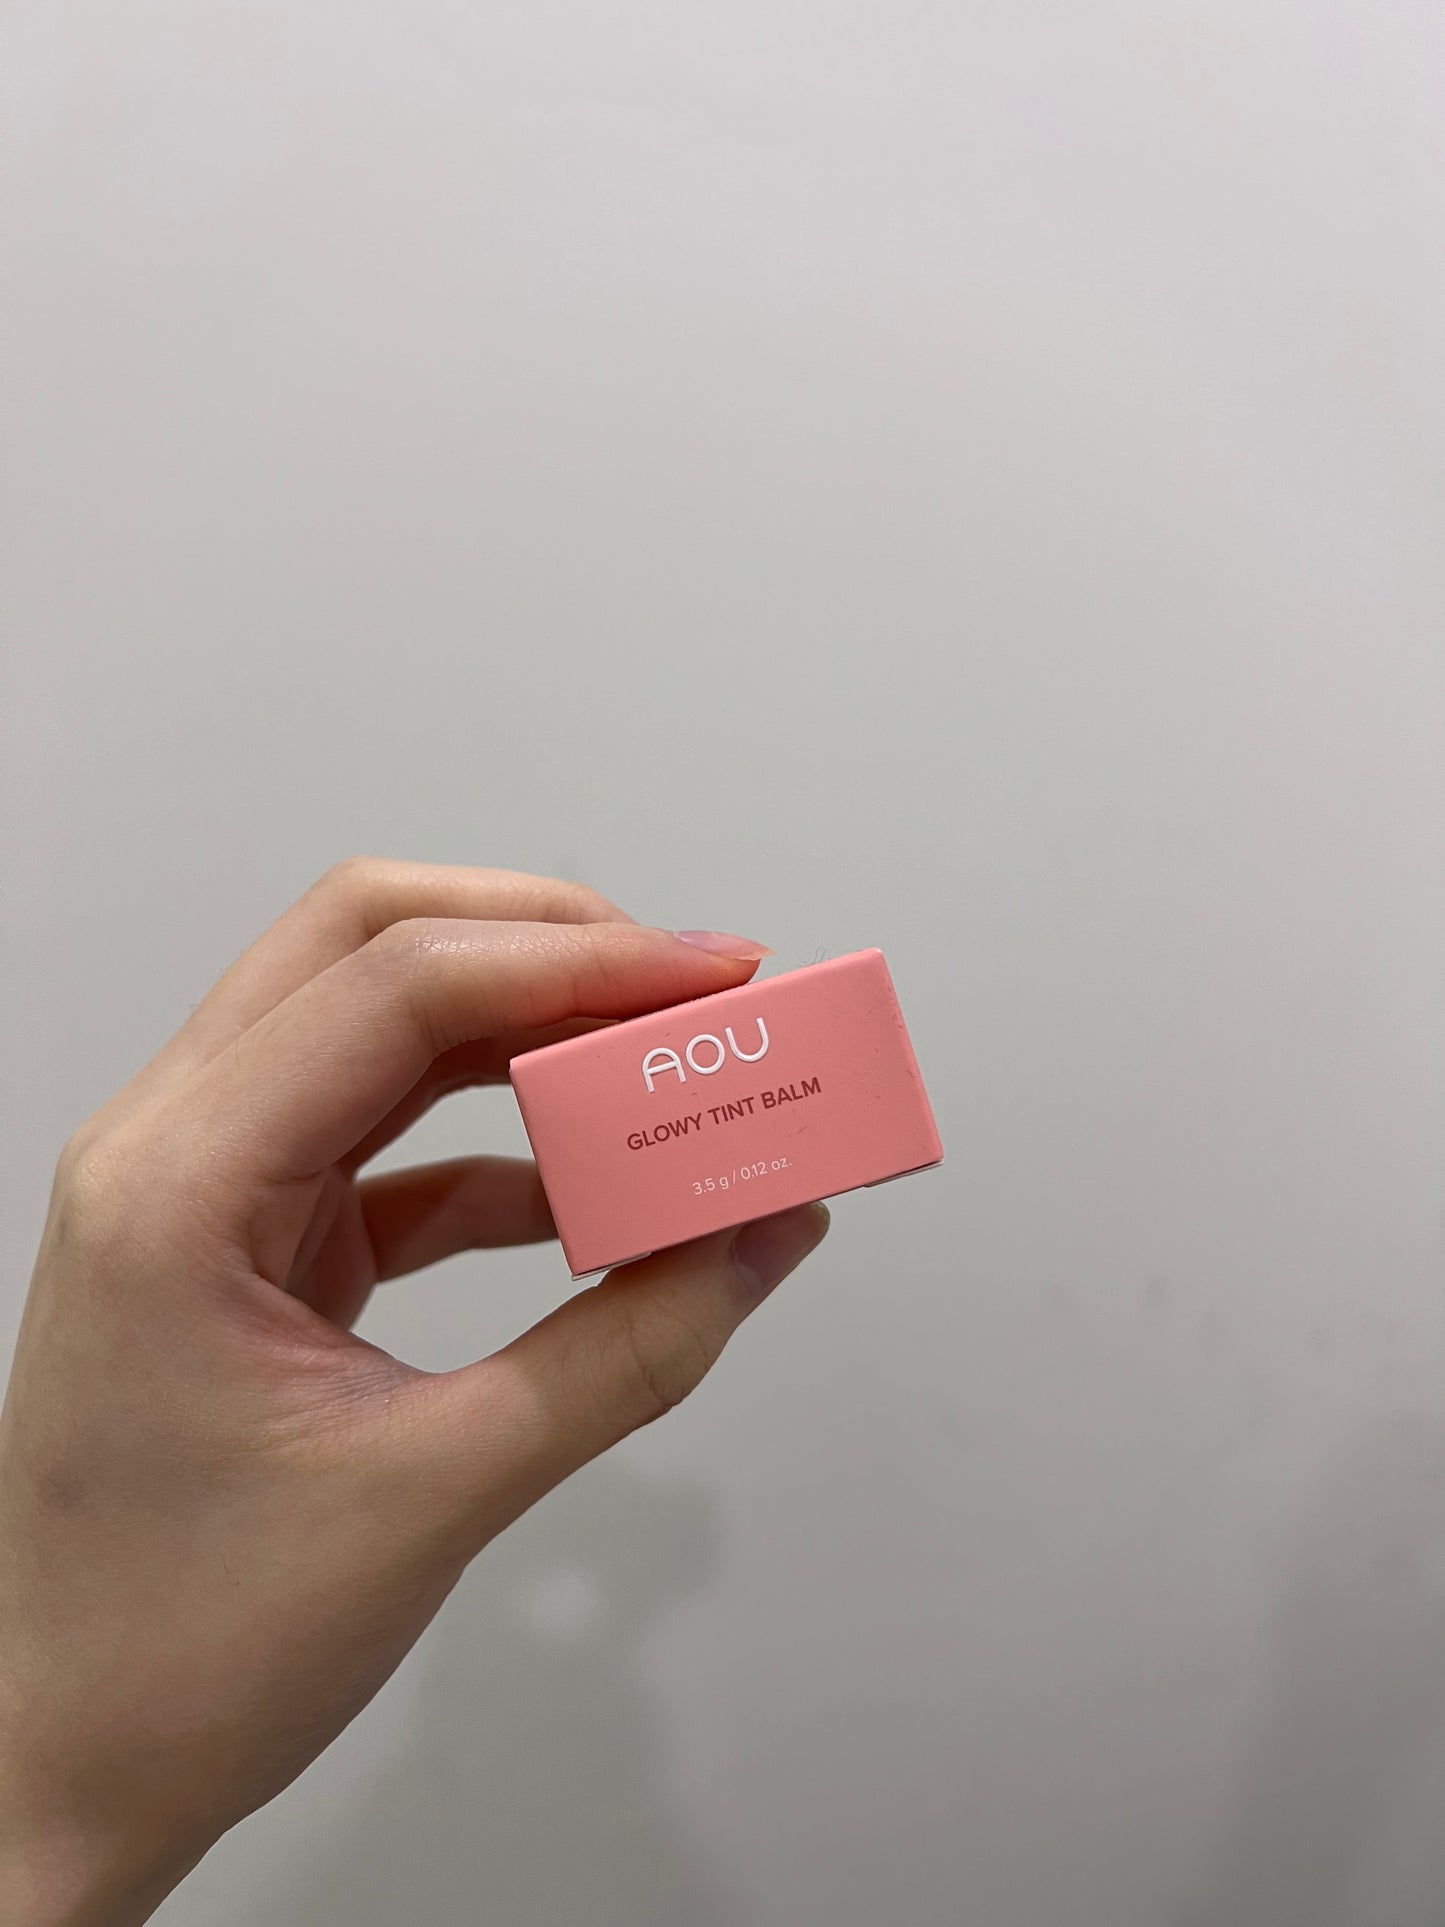 AOU
GLOWY TINT BALM
3.5 g / 0.12 oz.